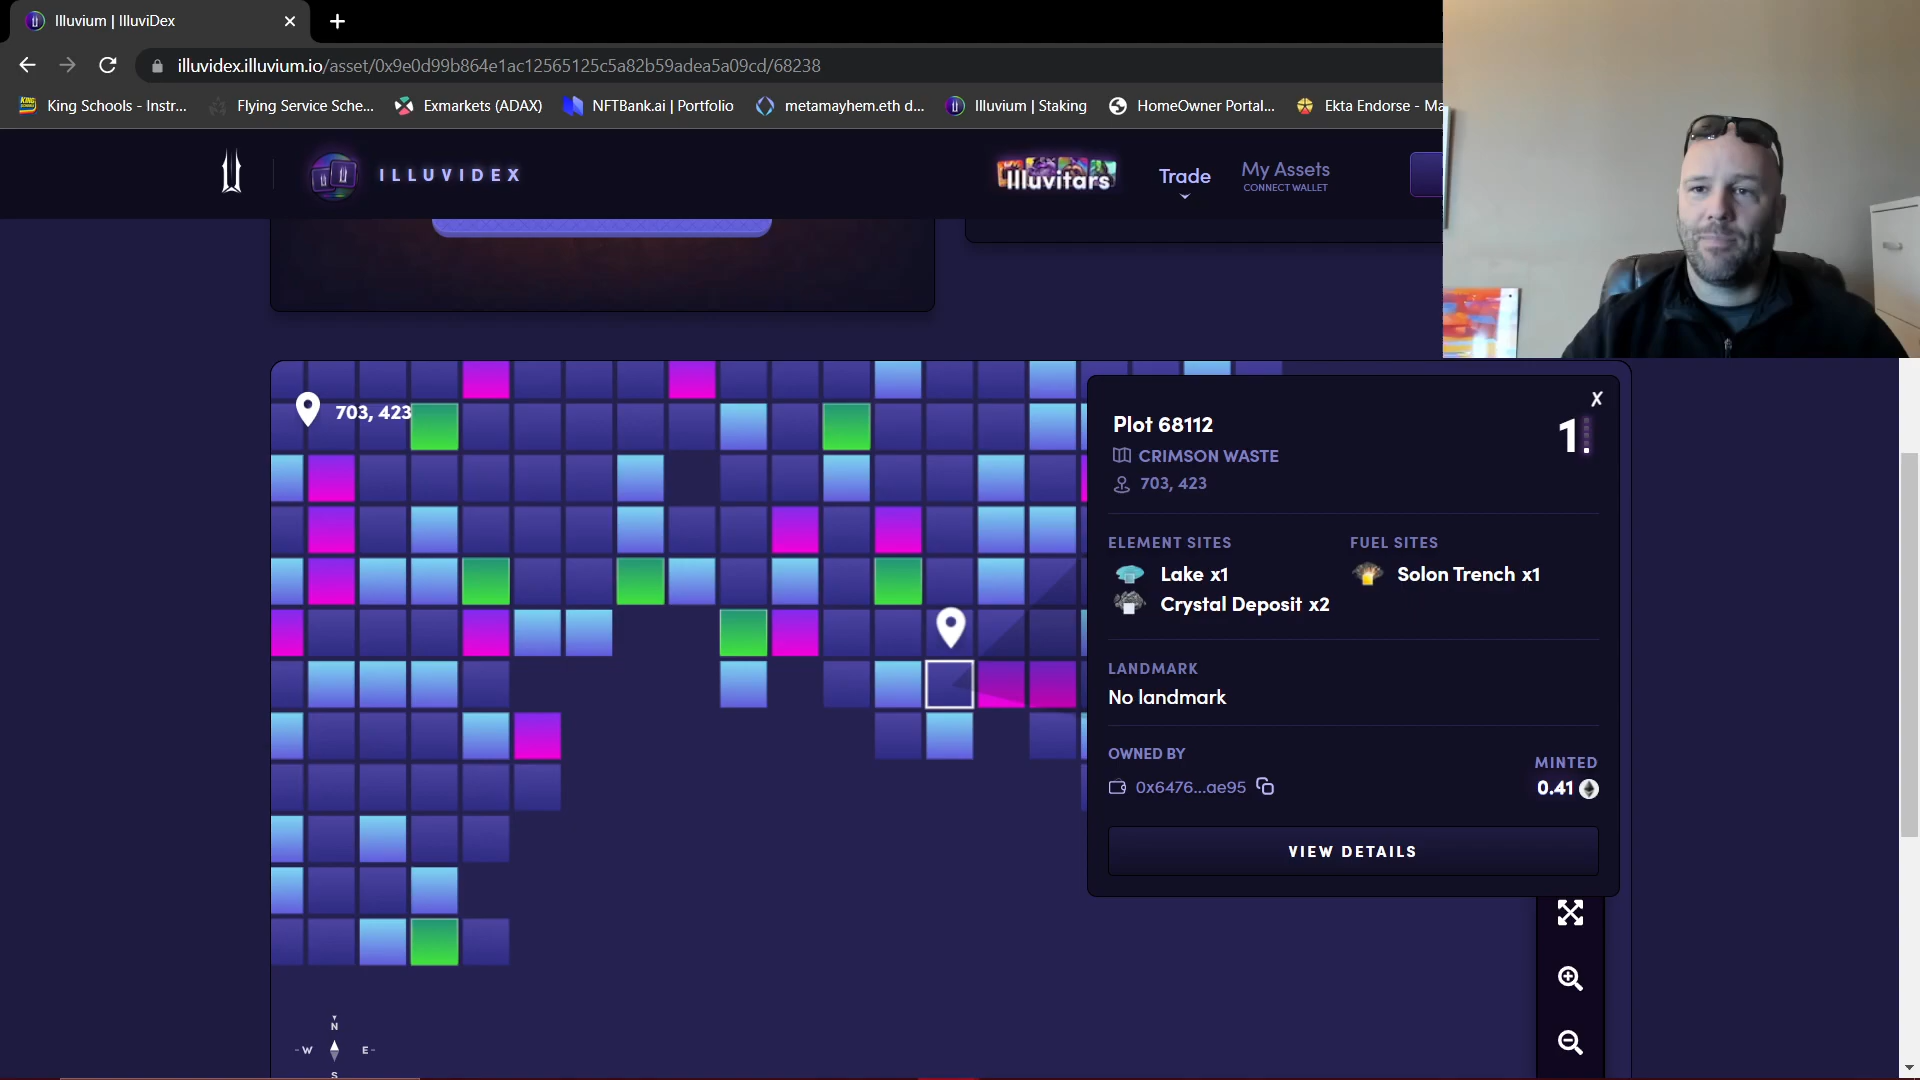 Illuvium | IlluviDex
illuvidex.illuvium.io/asset/0x9e0d99b864e1ac12565125c5a82b59adea5a09cd/68238
KING SCHOOLS
King Schools - Instr...
Flying Service Sche...
Exmarkets (ADAX)
NFTBank.ai | Portfolio
metamayhem.eth d...
Illuvium | Staking
HomeOwner Portal...
Ekta Endorse - Ma
ILLUVIDEX
Illuvitars
Trade
My Assets
CONNECT WALLET
703, 423
X
Plot 68112
1
CRIMSON WASTE
703, 423
ELEMENT SITES
FUEL SITES
Lake x1
Solon Trench x1
Crystal Deposit x2
LANDMARK
No landmark
OWNED BY
MINTED
0x6476...ae95
0.41
VIEW DETAILS
N
W
E
S